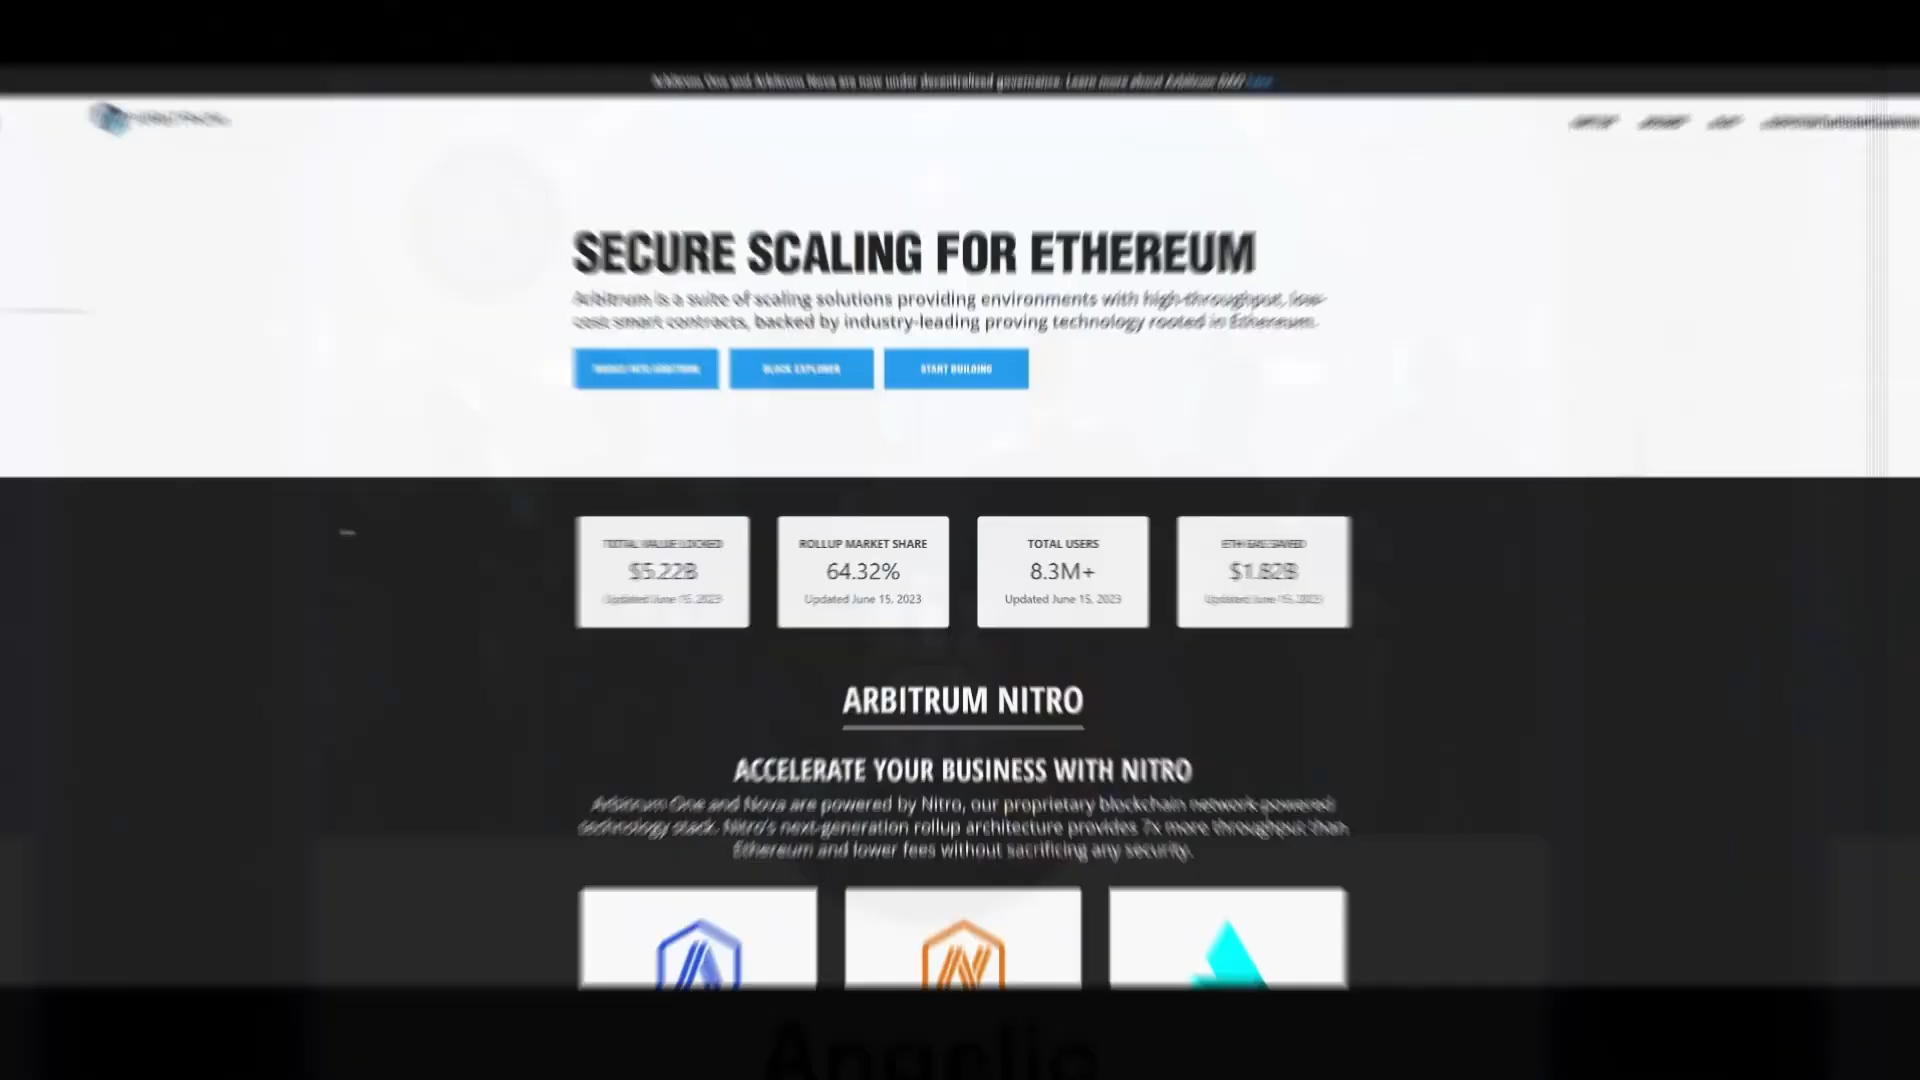 Arbitrum One and Arbitrum Nova are now under decentralized governance. Learn more about Arbitrum DAO here
SECURE SCALING FOR ETHEREUM
Arbitrum is a suite of scaling solutions providing environments with high-throughput, low-
cost smart contracts, backed by industry-leading proving technology rooted in Ethereum.
BLOCK EXPLORER START BUILDING
TOTAL VALUE LOCKED ROLLUP MARKET SHARE TOTAL USERS ETH GAS SAVED
$5.22B 64.32% 8.3M+ $1.82B
Updated June 15, 2023 Updated June 15, 2023 Updated June 15, 2023 Updated June 15, 2023
ARBITRUM NITRO
ACCELERATE YOUR BUSINESS WITH NITRO
Arbitrum One and Nova are powered by Nitro, our proprietary blockchain network-powered
technology stack. Nitro's next-generation rollup architecture provides 7x more throughput than
Ethereum and lower fees without sacrificing any security.